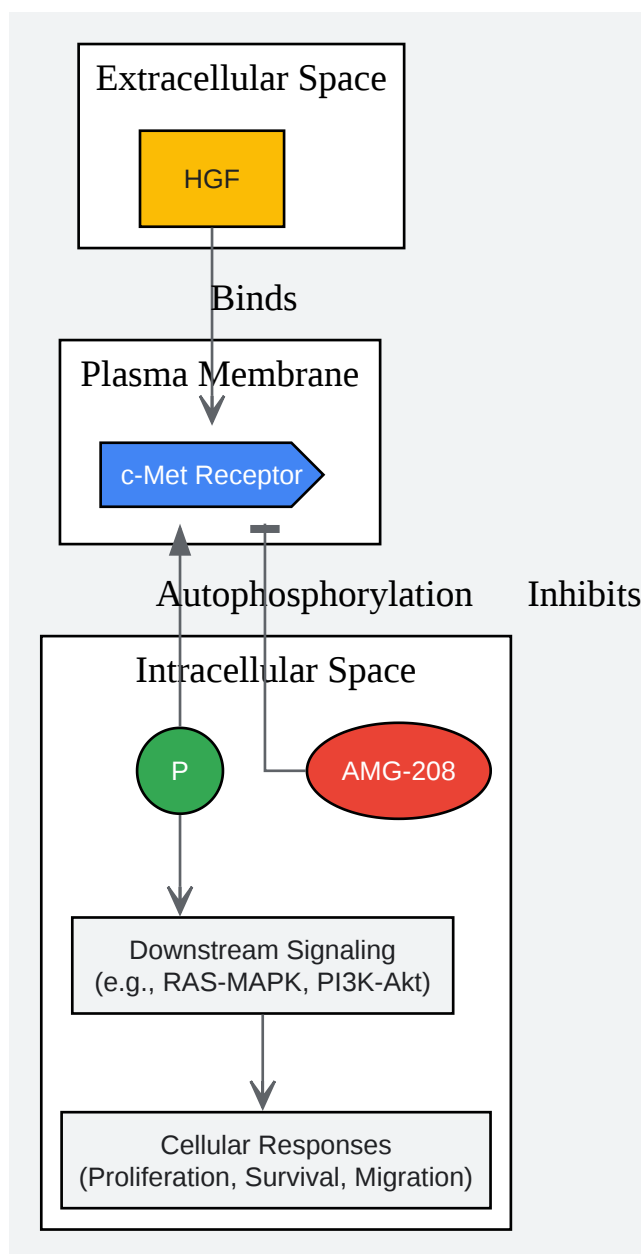 Extracellular Space
HGF
Binds
Plasma Membrane
c-Met Receptor
Autophosphorylation
Inhibits
Intracellular Space
P
AMG-208
Downstream Signaling
(e.g., RAS-MAPK, PI3K-Akt)
Cellular Responses
(Proliferation, Survival, Migration)